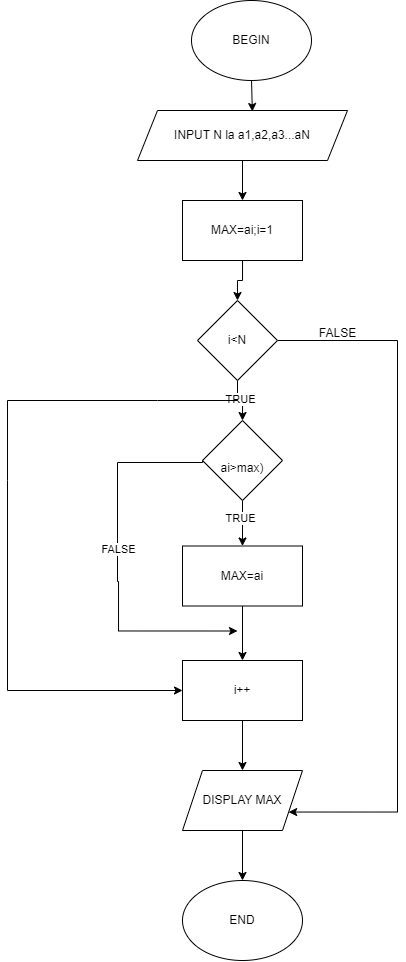 BEGIN
INPUT N la a1,a2,a3...aN
MAX=ai;i=1
i<N
FALSE
TRUE
ai>max)
TRUE
FALSE
MAX=ai
i++
DISPLAY MAX
END